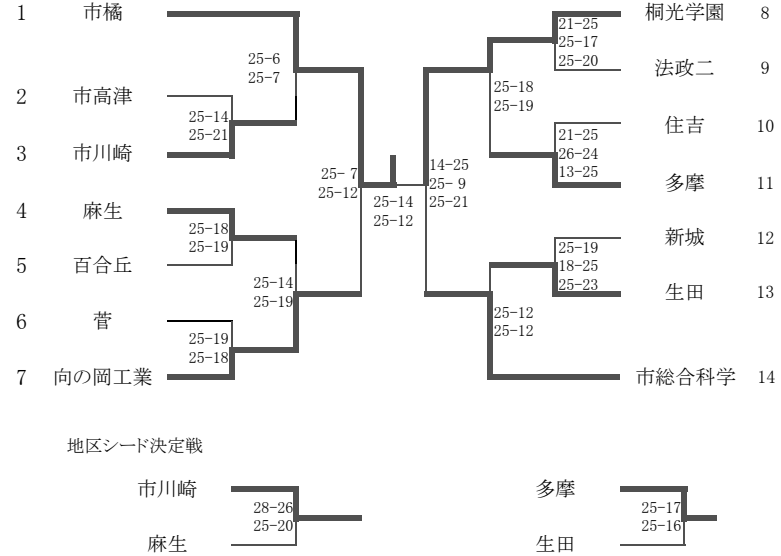 1 市橘
25-6
25-7
2 市高津
25-14
25-21
3 市川崎
25- 7
25-12
4 麻生
25-18
25-19
5 百合丘
25-14
25-19
6 菅
25-19
25-18
7 向の岡工業
25-14
25-12
桐光学園 8
21-25
25-17
25-20
法政二 9
25-18
25-19
住吉 10
21-25
26-24
13-25
多摩 11
14-25
25- 9
25-21
新城 12
25-19
18-25
25-23
生田 13
25-12
25-12
市総合科学 14
地区シード決定戦
市川崎
28-26
25-20
麻生
多摩
25-17
25-16
生田